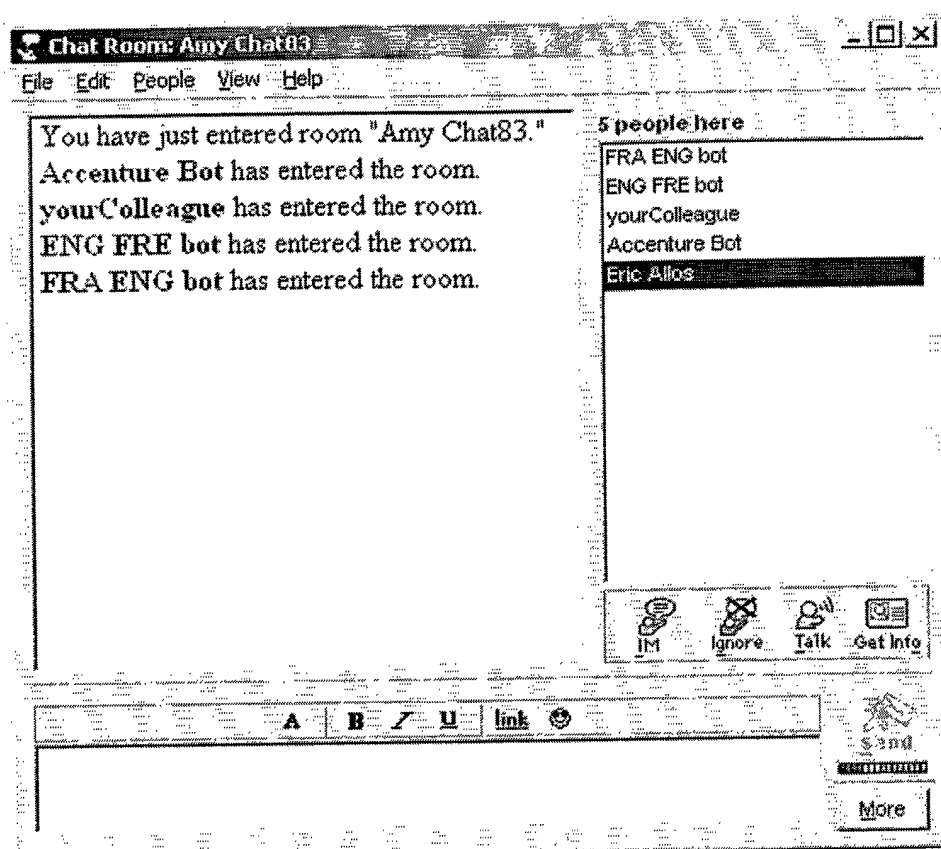 Chat Room: Amy Chat83
File Edit People View Help
You have just entered room "Amy Chat83."
Accenture Bot has entered the room.
yourColleague has entered the room.
ENG FRE bot has entered the room.
FRA ENG bot has entered the room.
5 people here
FRA ENG bot
ENG FRE bot
yourColleague
Accenture Bot
Eric Allos
IM Ignore Talk Get Info
A B I U link
Send
More